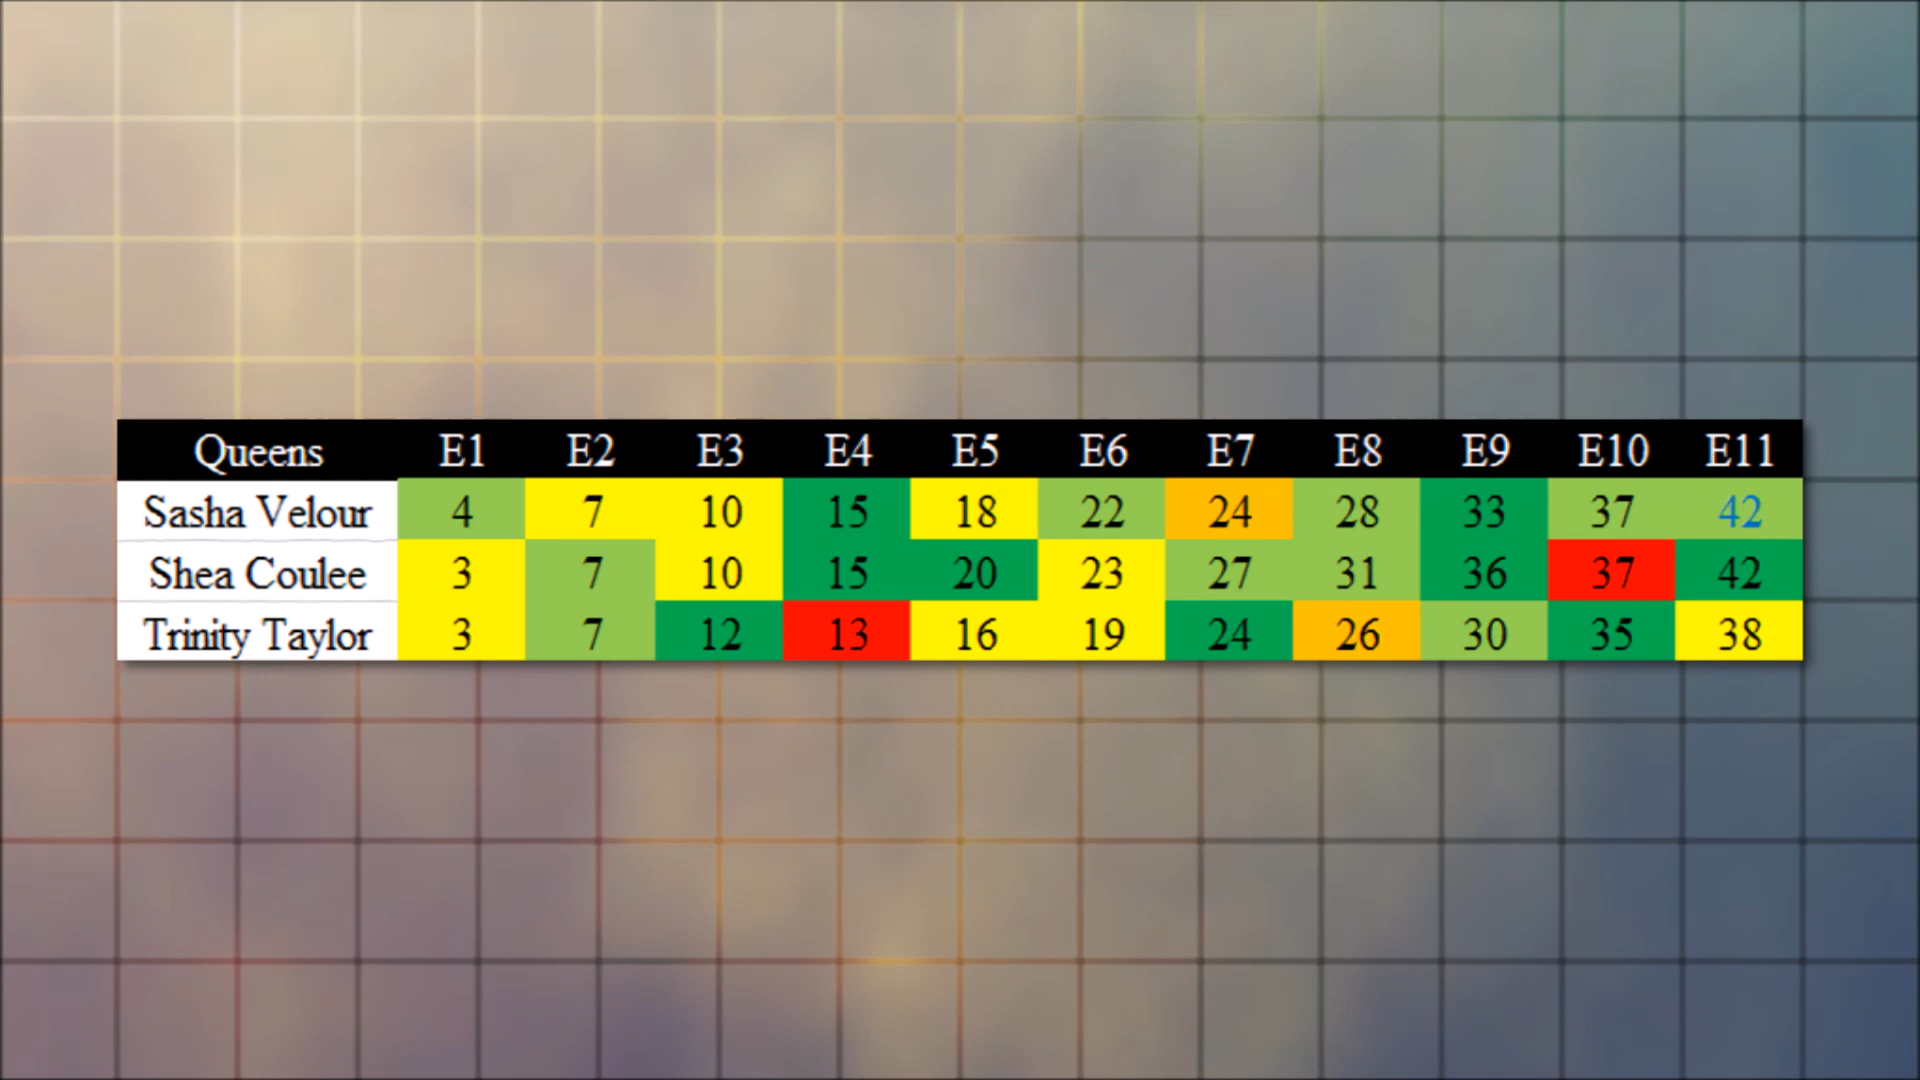 Queens E1 E2 E3 E4 E5 E6 E7 E8 E9 E10 E11
Sasha Velour 4 7 10 15 18 22 24 28 33 37 42
Shea Coulee 3 7 10 15 20 23 27 31 36 37 42
Trinity Taylor 3 7 12 13 16 19 24 26 30 35 38